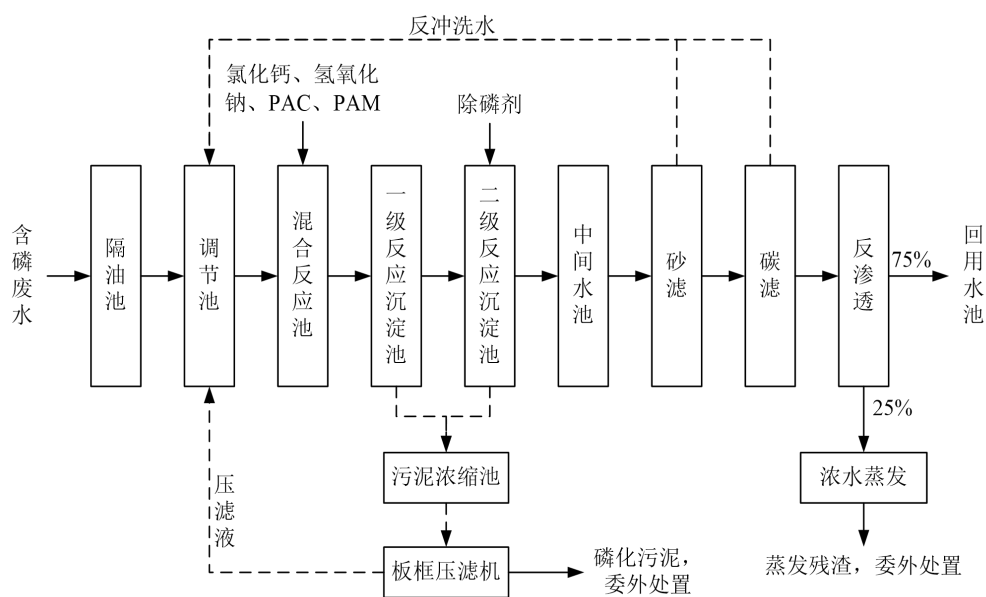 反冲洗水
氯化钙、氢氧化
钠、PAC、PAM
除磷剂
含磷废水
隔油池
调节池
混合反应池
一级反应沉淀池
二级反应沉淀池
中间水池
砂滤
碳滤
反渗透
75%
回用水池
25%
污泥浓缩池
浓水蒸发
压滤液
板框压滤机
磷化污泥，
委外处置
蒸发残渣，委外处置